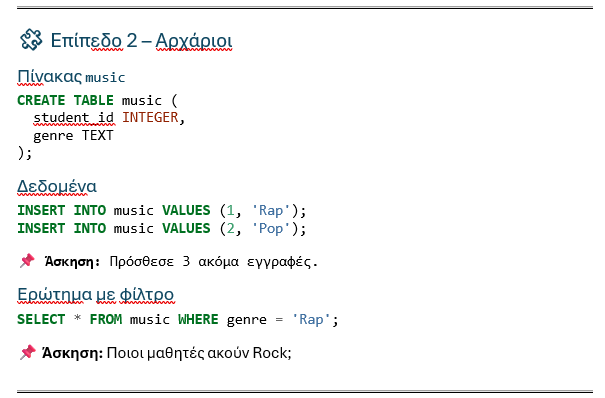 Επίπεδο 2 – Αρχάριοι
Πίνακας music
CREATE TABLE music (
student_id INTEGER,
genre TEXT
);
Δεδομένα
INSERT INTO music VALUES (1, 'Rap');
INSERT INTO music VALUES (2, 'Pop');
Άσκηση: Πρόσθεσε 3 ακόμα εγγραφές.
Ερώτημα με φίλτρο
SELECT * FROM music WHERE genre = 'Rap';
Άσκηση: Ποιοι μαθητές ακούν Rock;